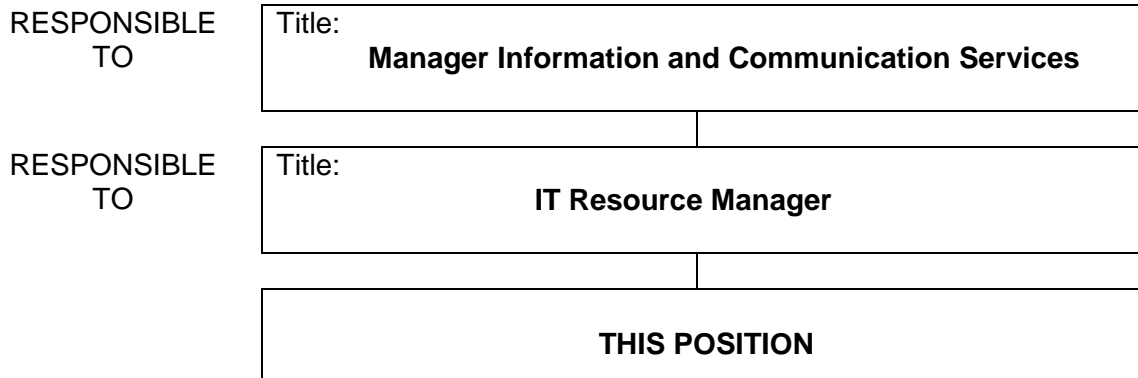 RESPONSIBLE
TO
Title:
Manager Information and Communication Services
RESPONSIBLE
TO
Title:
IT Resource Manager
THIS POSITION